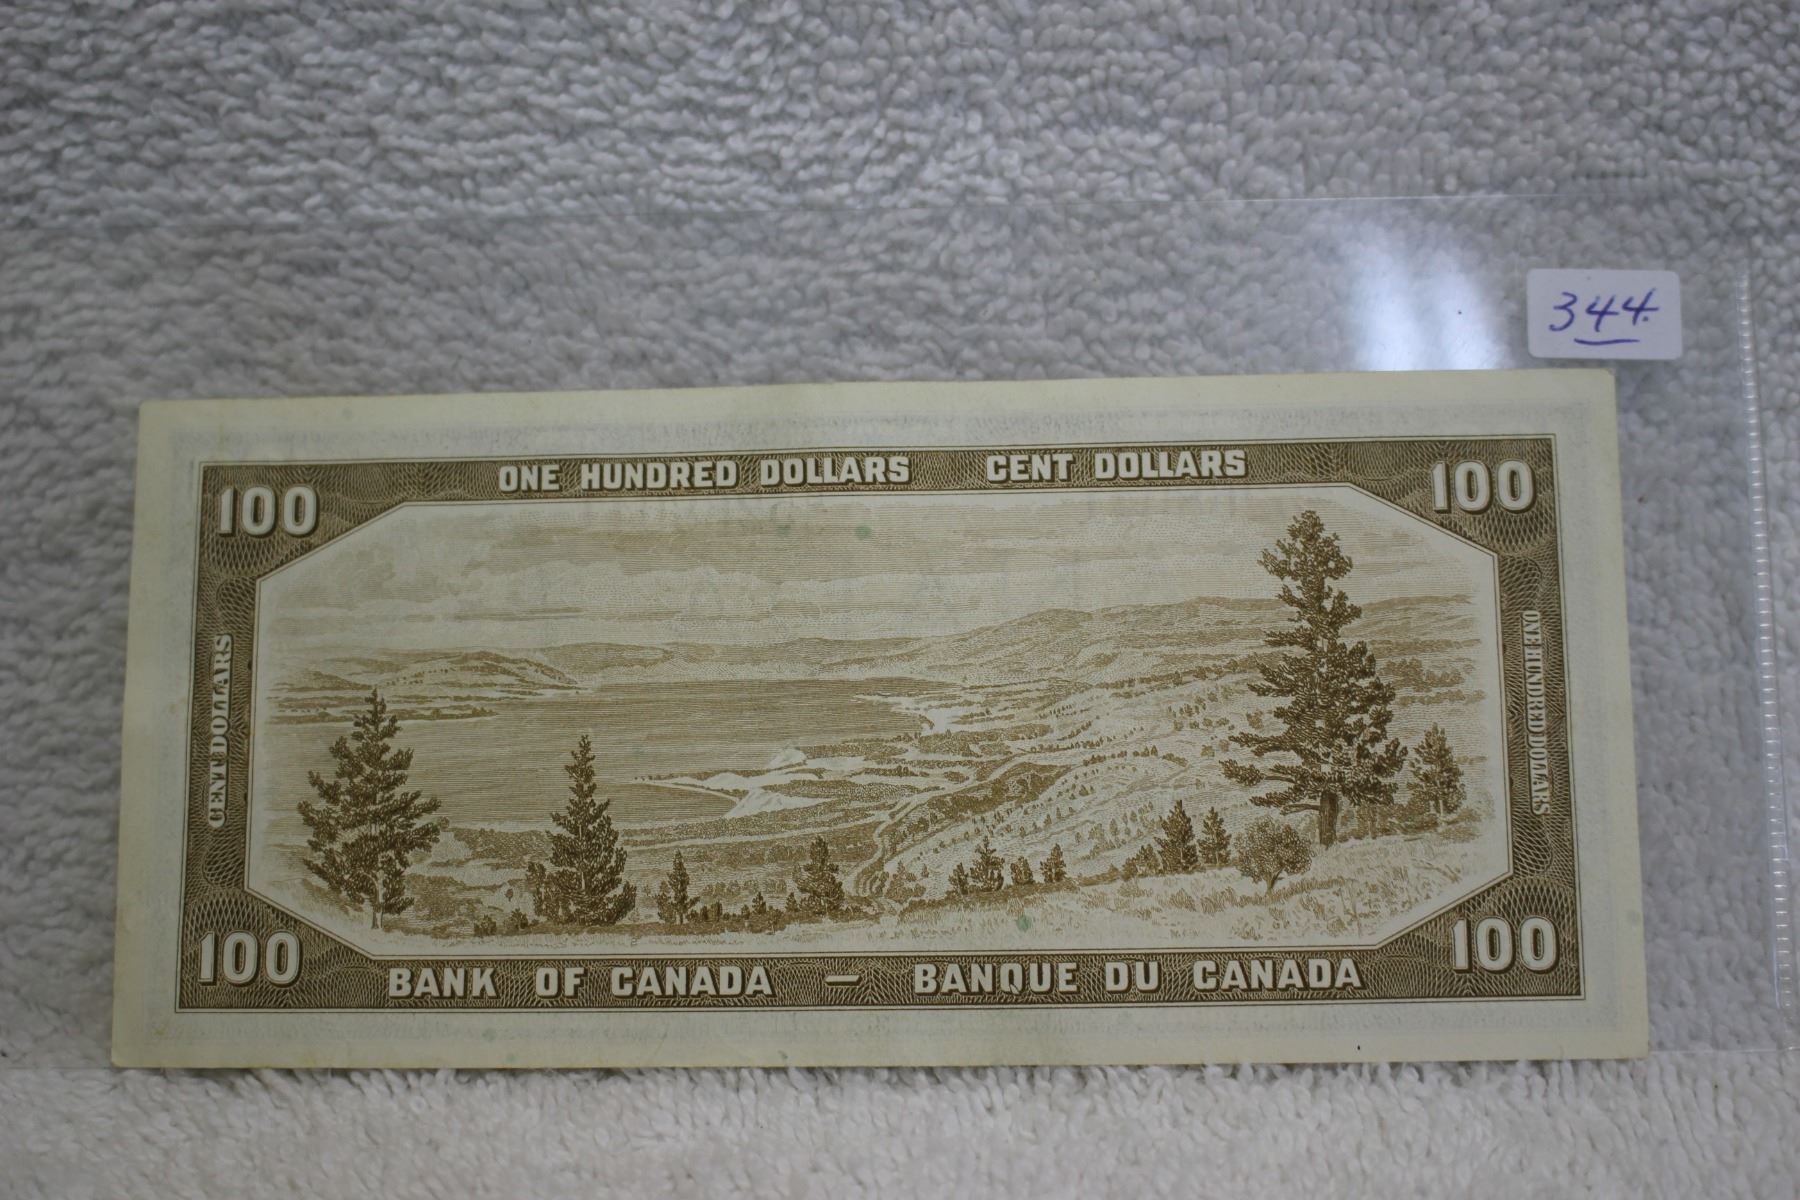 344.
ONE HUNDRED DOLLARS CENT DOLLARS
100 100
CENT DOLLARS
ONE HUNDRED DOLLARS
100 100
BANK OF CANADA — BANQUE DU CANADA